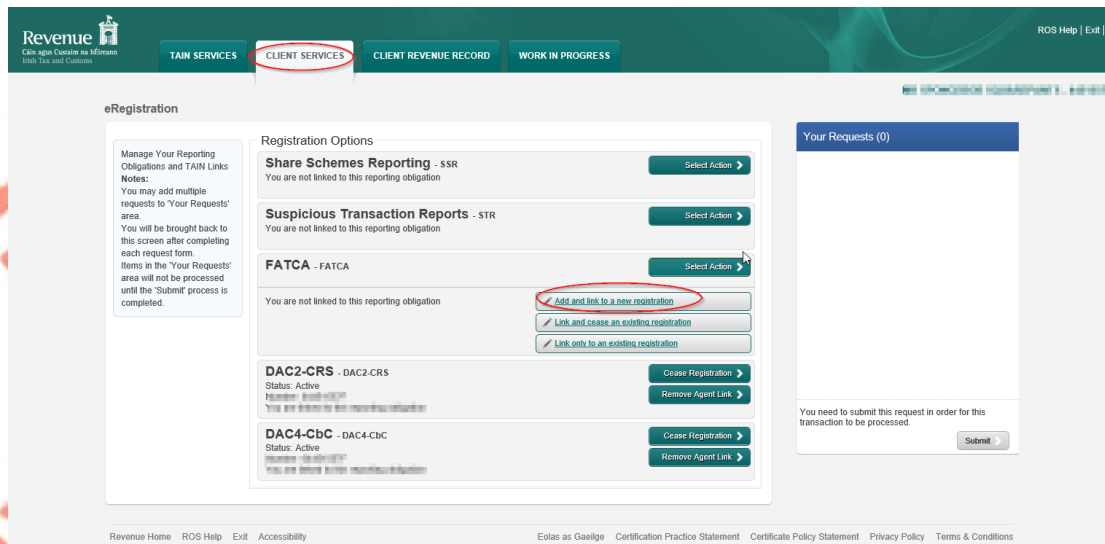 Revenue
Cáin agus Custaim na hÉireann
Irish Tax and Customs
TAIN SERVICES
CLIENT SERVICES
CLIENT REVENUE RECORD
WORK IN PROGRESS
ROS Help | Exit |
eRegistration
Manage Your Reporting
Obligations and TAIN Links
Notes:
You may add multiple
requests to 'Your Requests'
area.
You will be brought back to
this screen after completing
each request form.
Items in the 'Your Requests'
area will not be processed
until the 'Submit' process is
completed.
Registration Options
Share Schemes Reporting - SSR
You are not linked to this reporting obligation
Select Action
Suspicious Transaction Reports - STR
You are not linked to this reporting obligation
Select Action
FATCA - FATCA
Select Action
You are not linked to this reporting obligation
Add and link to a new registration
Link and cease an existing registration
Link only to an existing registration
DAC2-CRS - DAC2-CRS
Status: Active
Cease Registration
Remove Agent Link
DAC4-CbC - DAC4-CbC
Status: Active
Cease Registration
Remove Agent Link
Your Requests (0)
You need to submit this request in order for this
transaction to be processed.
Submit
Revenue Home ROS Help Exit Accessibility
Eolas as Gaeilge Certification Practice Statement Certificate Policy Statement Privacy Policy Terms & Conditions